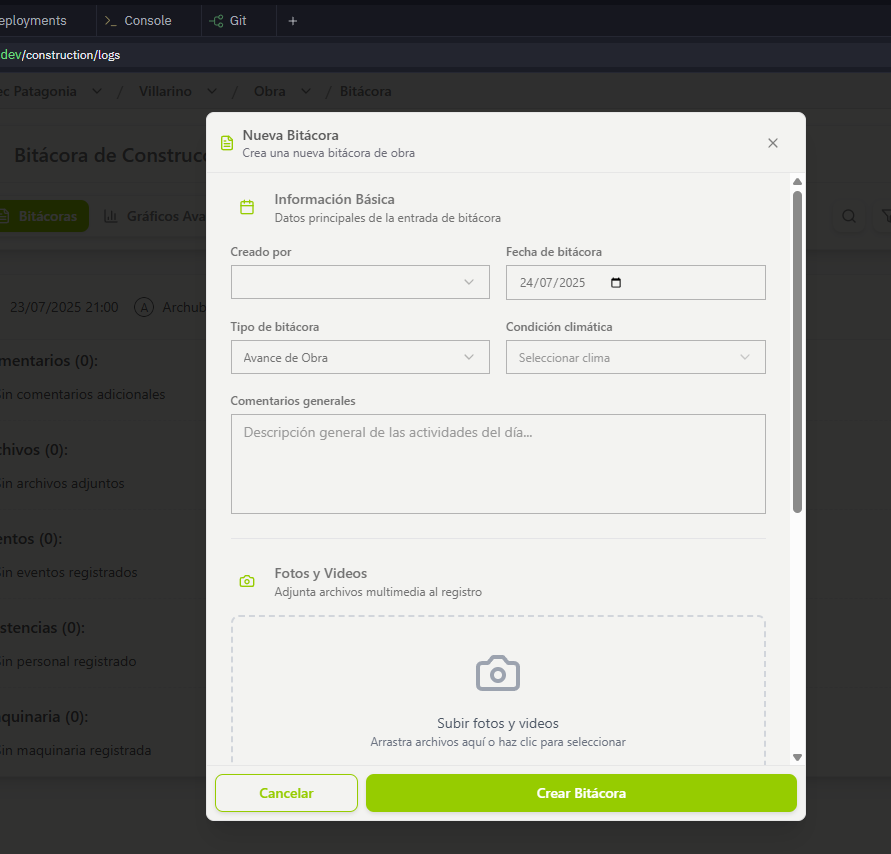 eployments
Console
Git
dev/construction/logs
ec Patagonia / Villarino / Obra / Bitácora
Nueva Bitácora
Crea una nueva bitácora de obra
Bitácora de Construcc
Bitácoras
Gráficos Ava
Información Básica
Datos principales de la entrada de bitácora
Creado por
Fecha de bitácora
24/07/2025
23/07/2025 21:00
A
Archub
Tipo de bitácora
Condición climática
Avance de Obra
Seleccionar clima
mentarios (0):
in comentarios adicionales
Comentarios generales
Descripción general de las actividades del día...
chivos (0):
in archivos adjuntos
entos (0):
in eventos registrados
Fotos y Videos
Adjunta archivos multimedia al registro
stencias (0):
in personal registrado
quinaria (0):
in maquinaria registrada
Subir fotos y videos
Arrastra archivos aquí o haz clic para seleccionar
Cancelar
Crear Bitácora